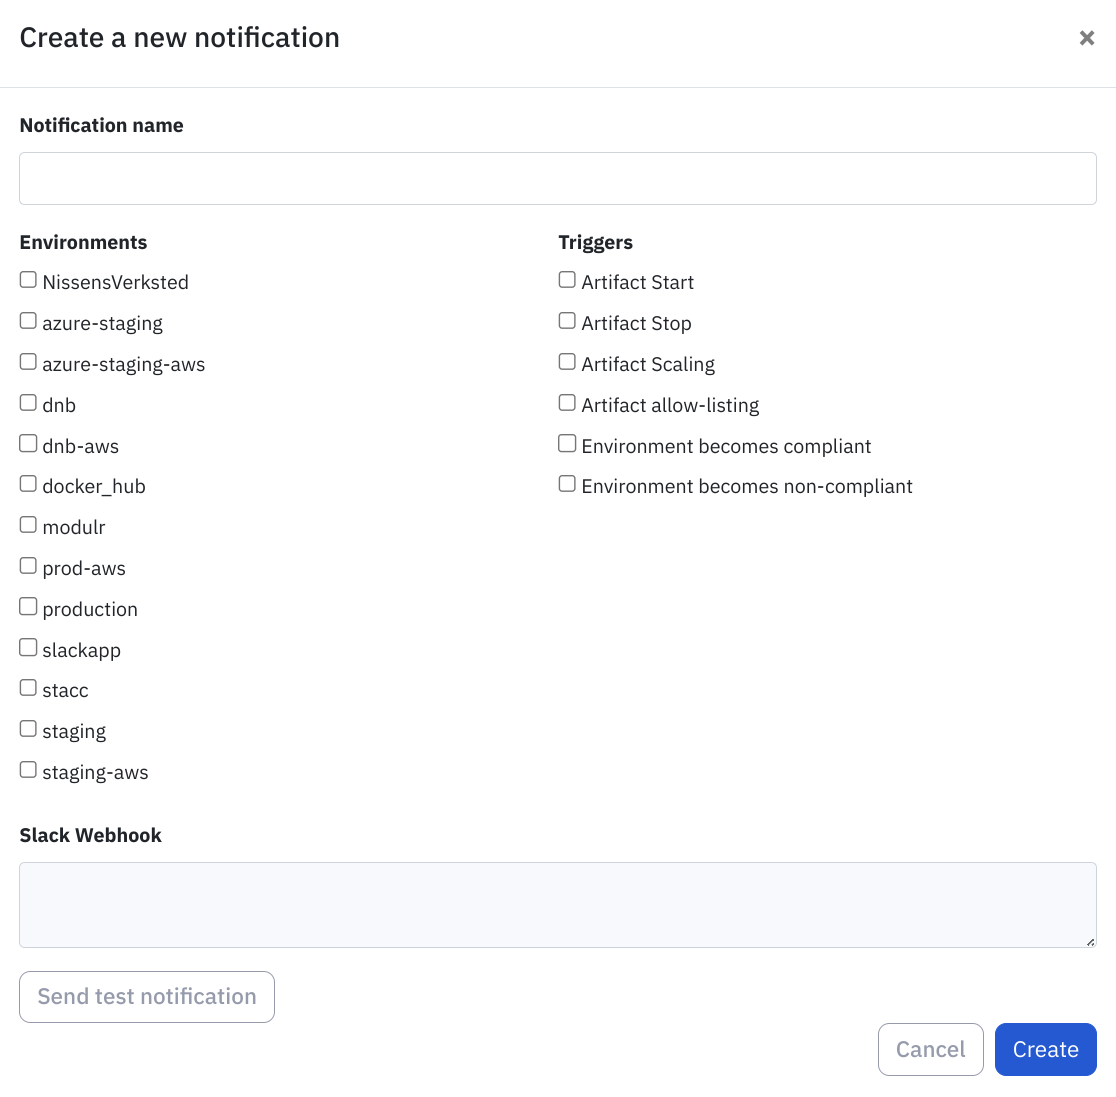 Create a new notification
×
Notification name
Environments
NissensVerksted
azure-staging
azure-staging-aws
dnb
dnb-aws
docker_hub
modulr
prod-aws
production
slackapp
stacc
staging
staging-aws
Triggers
Artifact Start
Artifact Stop
Artifact Scaling
Artifact allow-listing
Environment becomes compliant
Environment becomes non-compliant
Slack Webhook
Send test notification
Cancel
Create